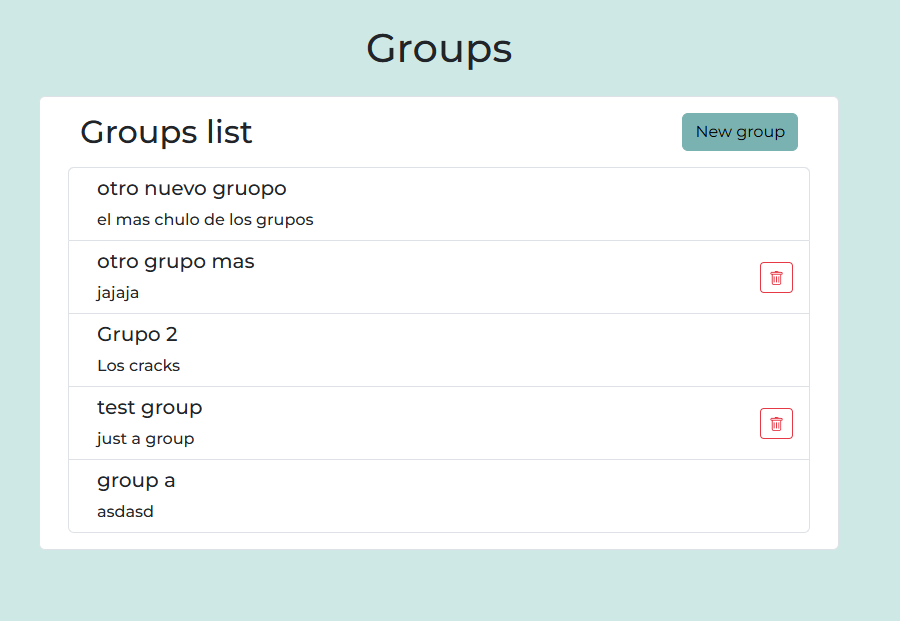 Groups
Groups list
New group
otro nuevo gruopo
el mas chulo de los grupos
otro grupo mas
jajaja
Grupo 2
Los cracks
test group
just a group
group a
asdasd